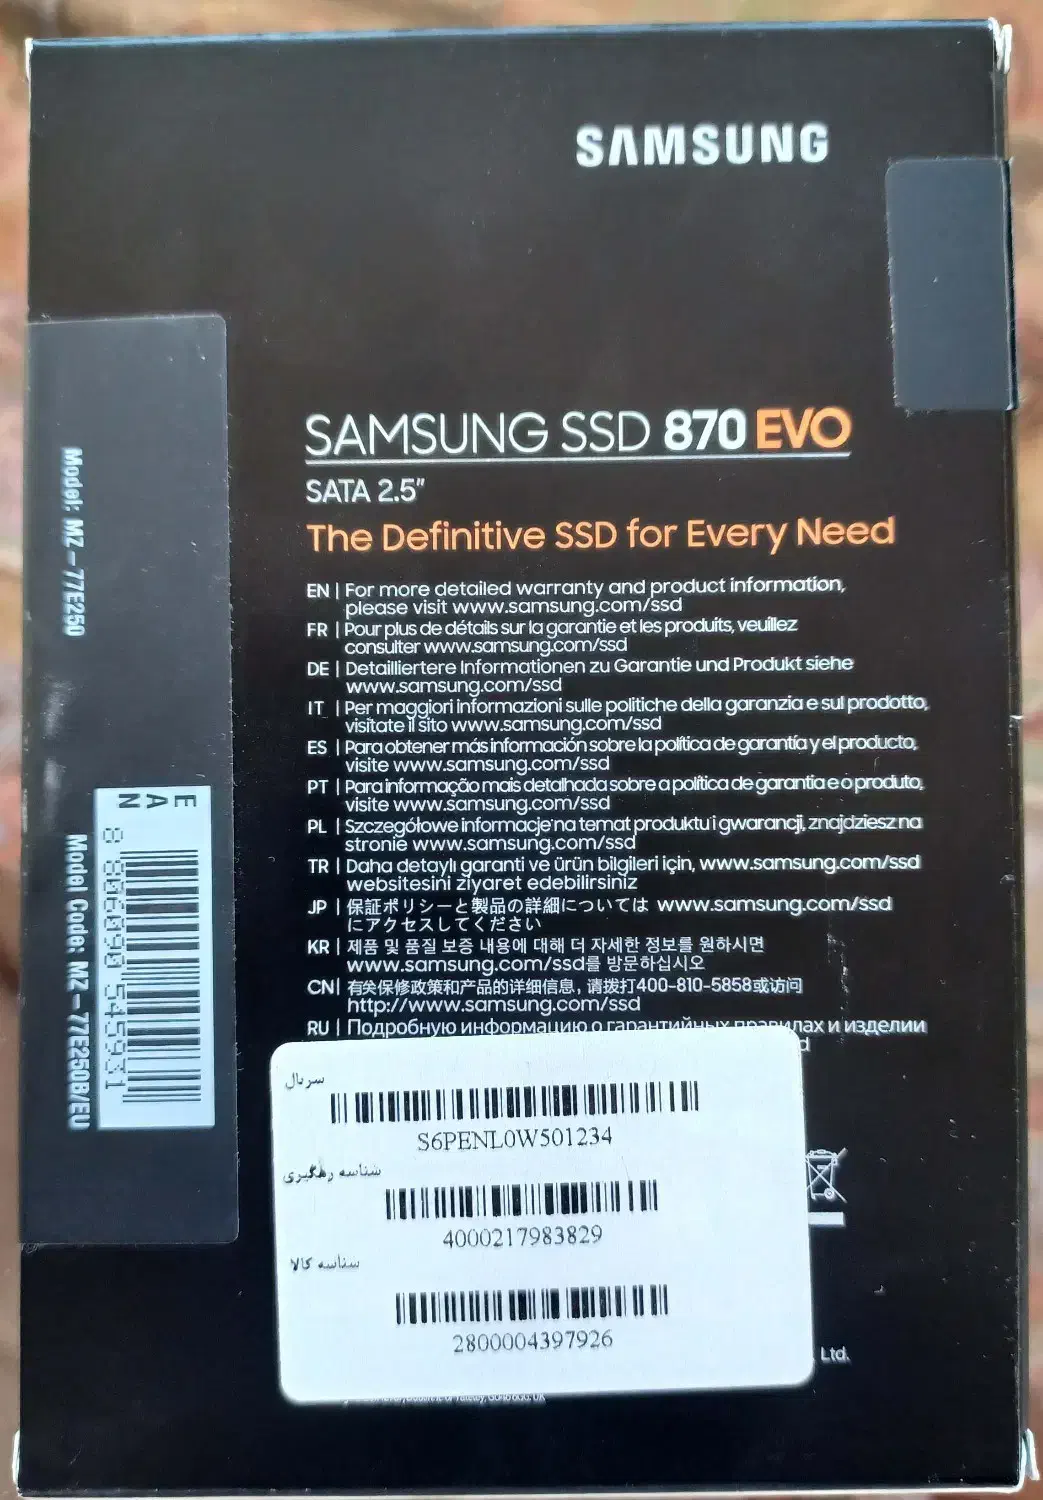 SAMSUNG
SAMSUNG SSD 870 EVO
SATA 2.5"
The Definitive SSD for Every Need
EN | For more detailed warranty and product information,
please visit www.samsung.com/ssd
FR | Pour plus de détails sur la garantie et les produits, veuillez
consulter www.samsung.com/ssd
DE | Detailliertere Informationen zu Garantie und Produkt siehe
www.samsung.com/ssd
IT | Per maggiori informazioni sulle politiche della garanzia e sul prodotto,
visitate il sito www.samsung.com/ssd
ES | Para obtener más información sobre la política de garantía y el producto,
visite www.samsung.com/ssd
PT | Para informação mais detalhada sobre a política de garantia e o produto,
visite www.samsung.com/ssd
PL | Szczegółowe informacje na temat produktu i gwarancji, znajdziesz na
stronie www.samsung.com/ssd
TR | Daha detaylı garanti ve ürün bilgileri için, www.samsung.com/ssd
websitesini ziyaret edebilirsiniz
JP | 保証ポリシーと製品の詳細については www.samsung.com/ssd
にアクセスしてください
KR | 제품 및 품질 보증 내용에 대해 더 자세한 정보를 원하시면
www.samsung.com/ssd를 방문하십시오
CN | 有关保修政策和产品的详细信息，请拨打400-810-5858或访问
http://www.samsung.com/ssd
RU | Подробную информацию о гарантийных правилах и изделии
d
سریال
S6PENL0W501234
شناسه رهگیری
4000217983829
شناسه کالا
2800004397926
Ltd.
Model: MZ-77E250
Model Code: MZ-77E250B/EU
EAN
8 806090 545931